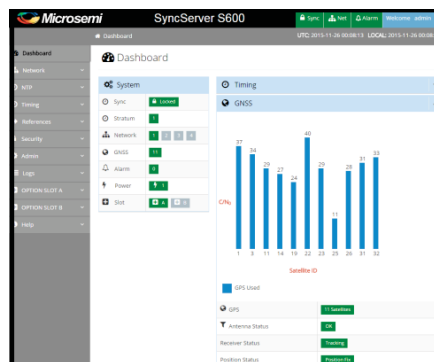 Microsemi
SyncServer S600
Sync
Net
Alarm
Welcome admin
Dashboard
UTC: 2015-11-26 00:08:13 LOCAL: 2015-11-26 00:08:
Dashboard
Network
NTP
Timing
References
Security
Admin
Logs
OPTION SLOT A
OPTION SLOT B
Help
Dashboard
System
Sync Locked
Stratum 1
Network 1 2 3 4
GNSS 11
Alarm 0
Power 1
Slot A B
Timing
GNSS
37 34 29 27 24 40 29 11 28 31 33
C/N0
1 3 11 14 19 22 23 25 26 31 32
Satellite ID
GPS Used
GPS 11 Satellites
Antenna Status OK
Receiver Status Tracking
Position Status Position Fix